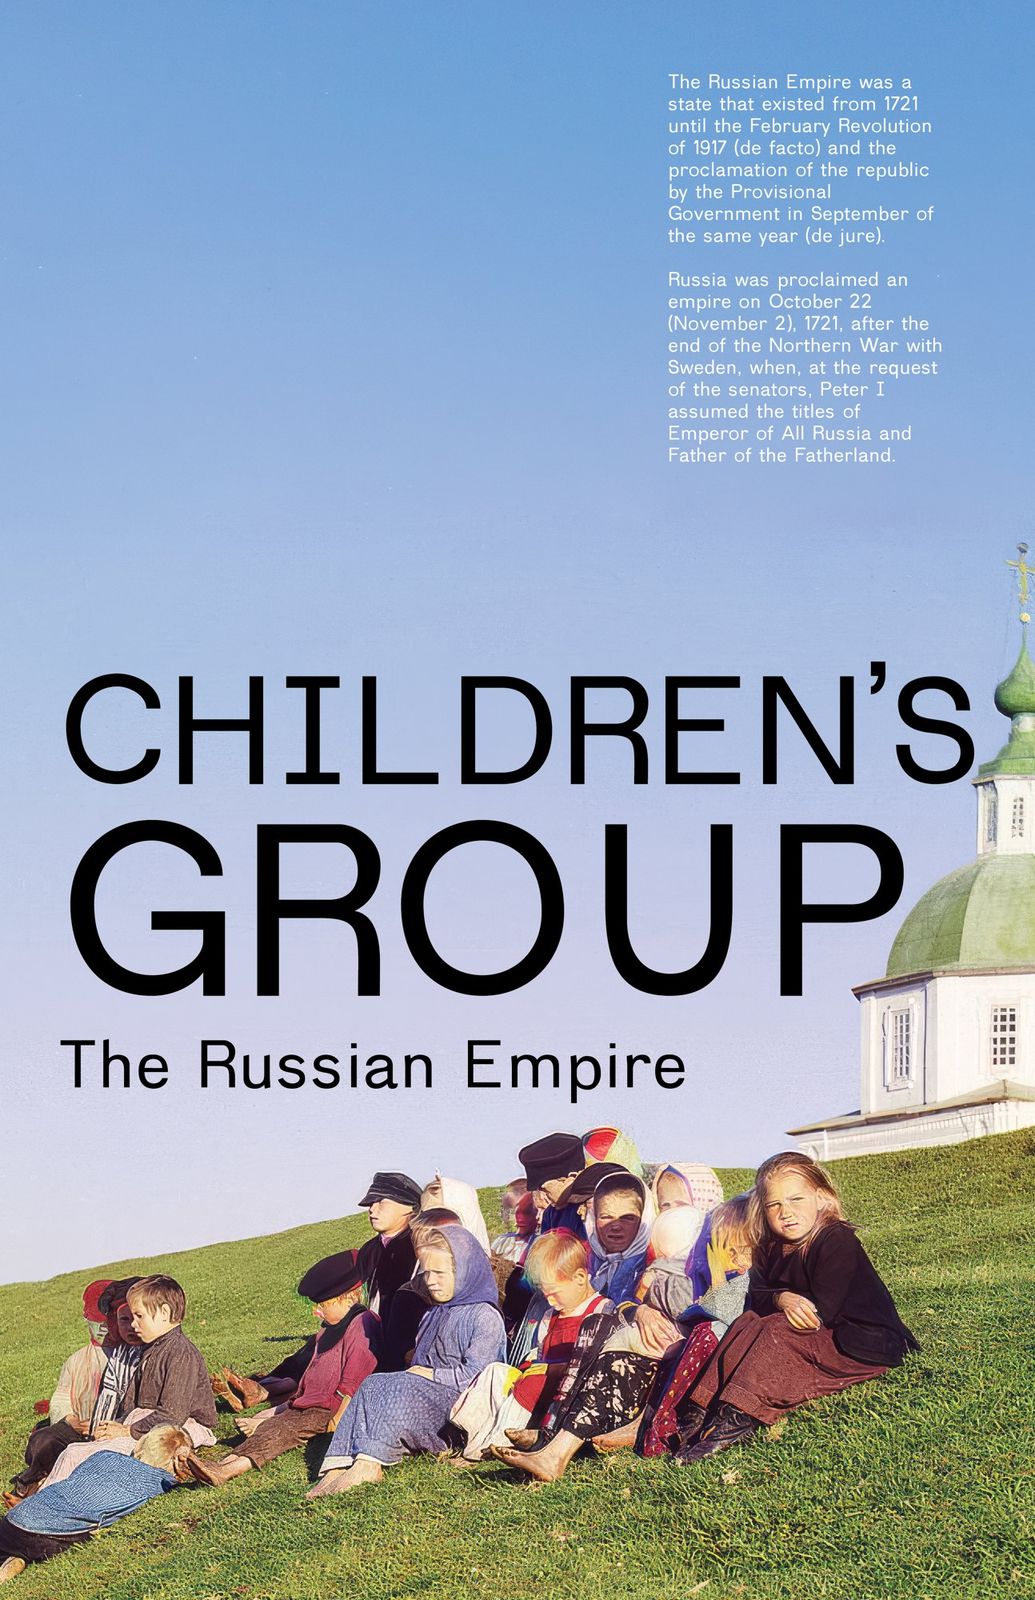 The Russian Empire was a
state that existed from 1721
until the February Revolution
of 1917 (de facto) and the
proclamation of the republic
by the Provisional
Government in September of
the same year (de jure).
Russia was proclaimed an
empire on October 22
(November 2), 1721, after the
end of the Northern War with
Sweden, when, at the request
of the senators, Peter I
assumed the titles of
Emperor of All Russia and
Father of the Fatherland.
CHILDREN’S
GROUP
The Russian Empire